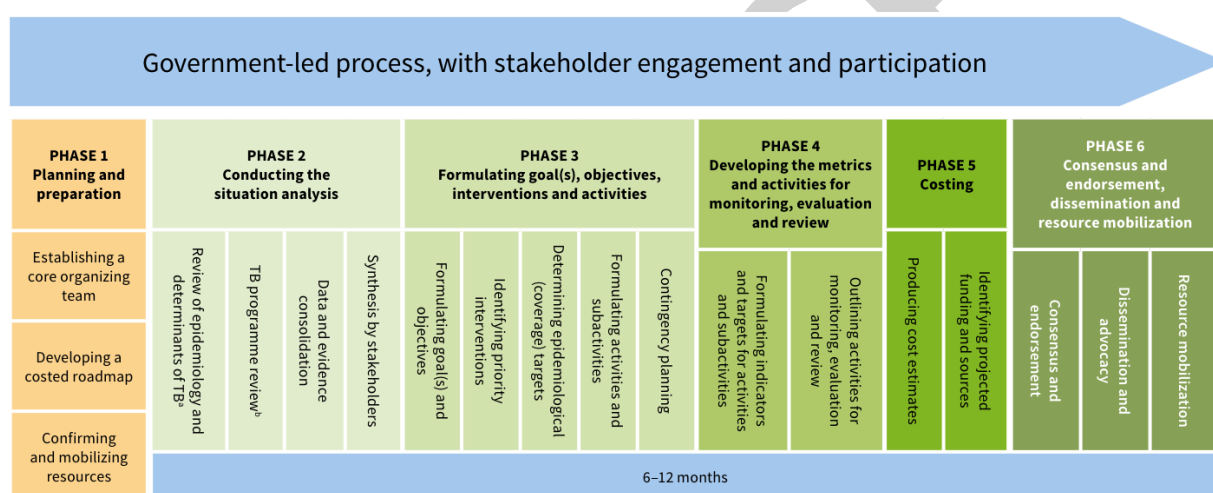 Government-led process, with stakeholder engagement and participation
PHASE 1
Planning and
preparation
Establishing a
core organizing
team
Developing a
costed roadmap
Confirming
and mobilizing
resources
PHASE 2
Conducting the
situation analysis
Review of epidemiology and
determinants of TBᵃ
TB programme reviewᵇ
Data and evidence
consolidation
Synthesis by stakeholders
PHASE 3
Formulating goal(s), objectives,
interventions and activities
Formulating goal(s) and
objectives
Identifying priority
interventions
Determining epidemiological
(coverage) targets
Formulating activities and
subactivities
Contingency planning
PHASE 4
Developing the metrics
and activities for
monitoring, evaluation
and review
Formulating indicators
and targets for activities
and subactivities
Outlining activities for
monitoring, evaluation
and review
PHASE 5
Costing
Producing cost estimates
Identifying projected
funding and sources
PHASE 6
Consensus and
endorsement,
dissemination and
resource mobilization
Consensus and
endorsement
Dissemination and
advocacy
Resource mobilization
6–12 months